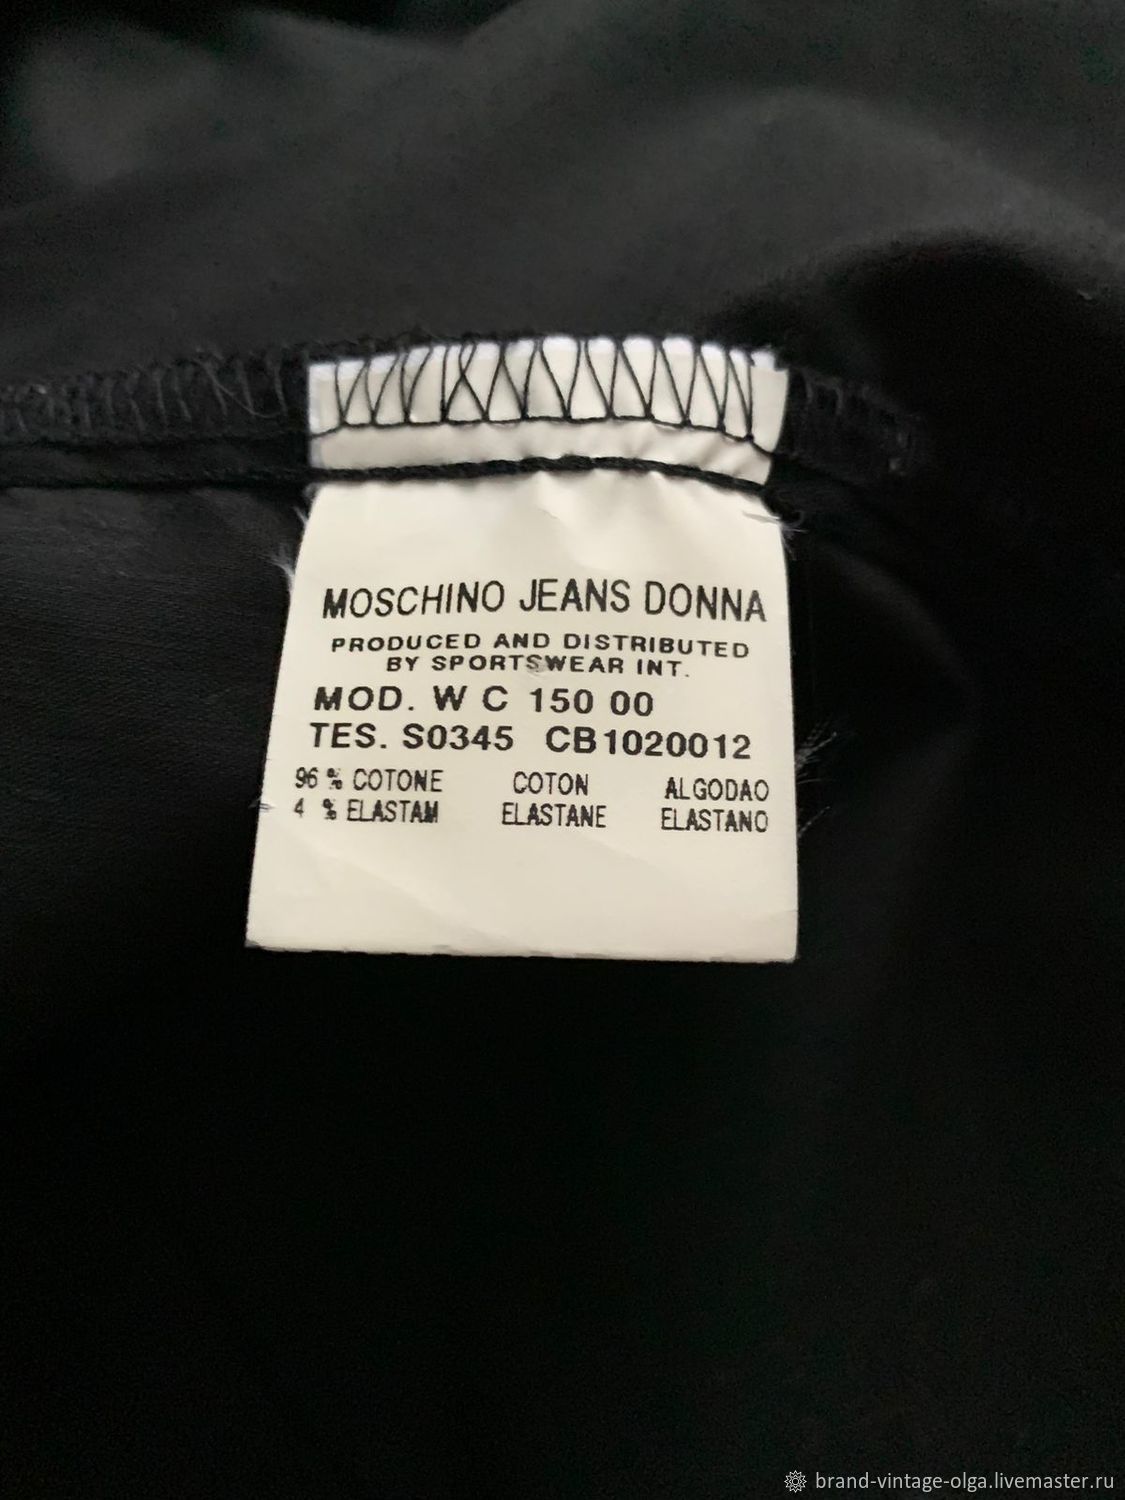 MOSCHINO JEANS DONNA
PRODUCED AND DISTRIBUTED
BY SPORTSWEAR INT.
MOD. W C 150 00
TES. S0345 CB1020012
96 % COTONE COTON ALGODAO
4 % ELASTAM ELASTANE ELASTANO
brand-vintage-olga.livemaster.ru